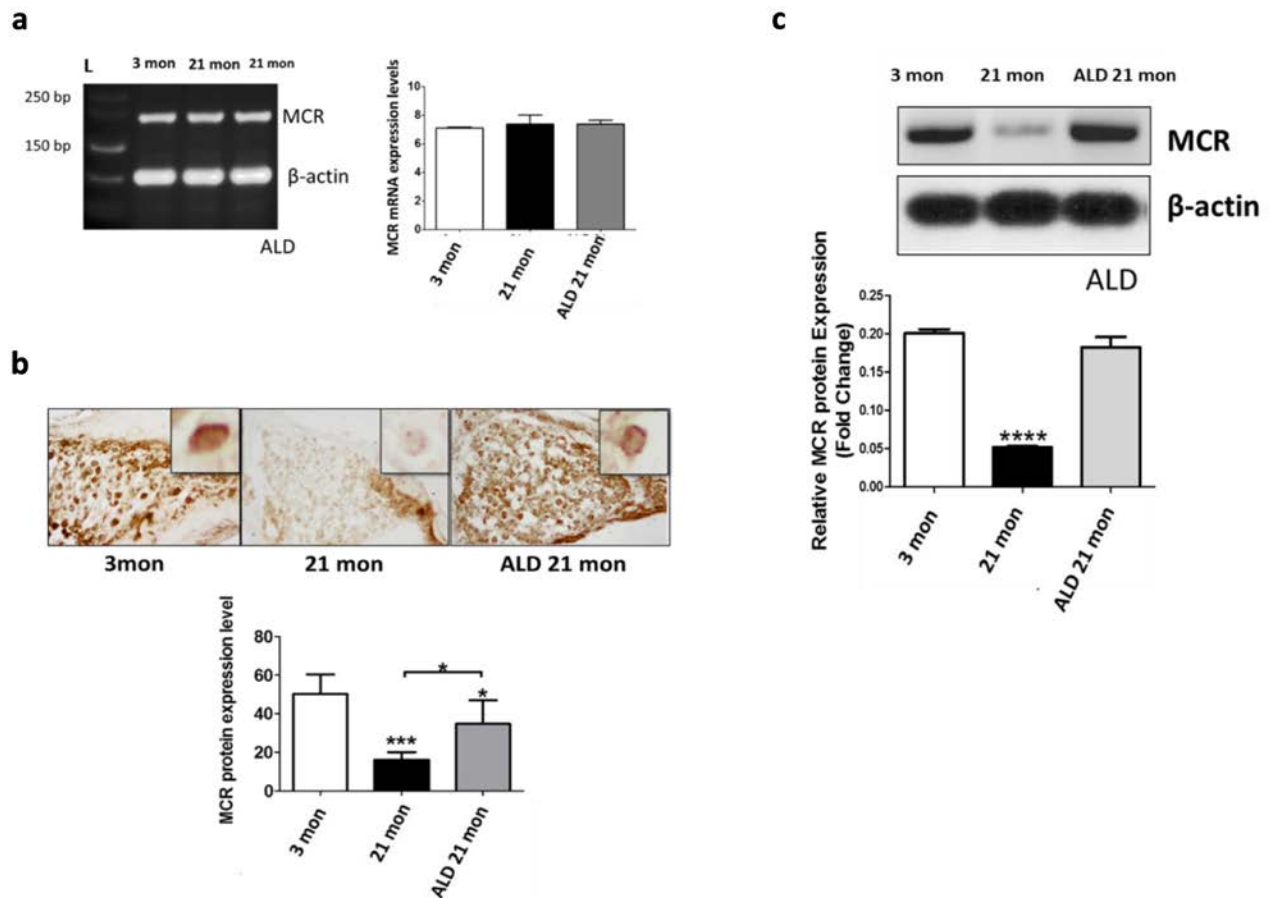 a
L 3 mon 21 mon 21 mon
250 bp
MCR
150 bp
β-actin
ALD
MCR mRNA expression levels
10
8
6
4
2
0
3 mon
21 mon
ALD 21 mon
b
3mon 21 mon ALD 21 mon
MCR protein expression level
80
60
40
20
0
***
*
*
3 mon
21 mon
ALD 21 mon
c
3 mon 21 mon ALD 21 mon
MCR
β-actin
ALD
Relative MCR protein Expression
(Fold Change)
0.25
0.20
0.15
0.10
0.05
0.00
****
3 mon
21 mon
ALD 21 mon